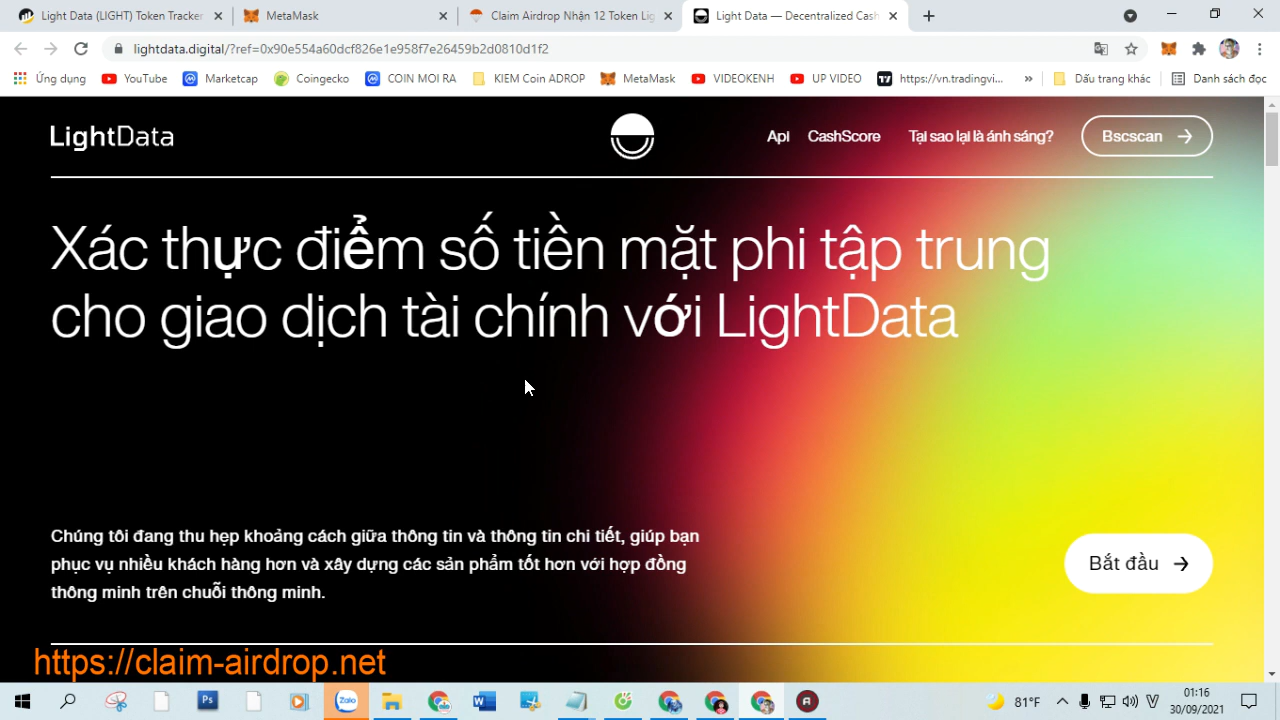 Light Data (LIGHT) Token Tracker
MetaMask
Claim Airdrop Nhận 12 Token Lig
Light Data — Decentralized Cash
lightdata.digital/?ref=0x90e554a60dcf826e1e958f7e26459b2d0810d1f2
Ứng dụng
YouTube
Marketcap
Coingecko
COIN MOI RA
KIEM Coin ADROP
MetaMask
VIDEOKENH
UP VIDEO
https://vn.tradingvi...
»
Dấu trang khác
Danh sách đọc
LightData
Api
CashScore
Tại sao lại là ánh sáng?
Bscscan →
Xác thực điểm số tiền mặt phi tập trung
cho giao dịch tài chính với LightData
Chúng tôi đang thu hẹp khoảng cách giữa thông tin và thông tin chi tiết, giúp bạn
phục vụ nhiều khách hàng hơn và xây dựng các sản phẩm tốt hơn với hợp đồng
thông minh trên chuỗi thông minh.
Bắt đầu →
https://claim-airdrop.net
Ps
Zalo
81°F
V
01:16
30/09/2021